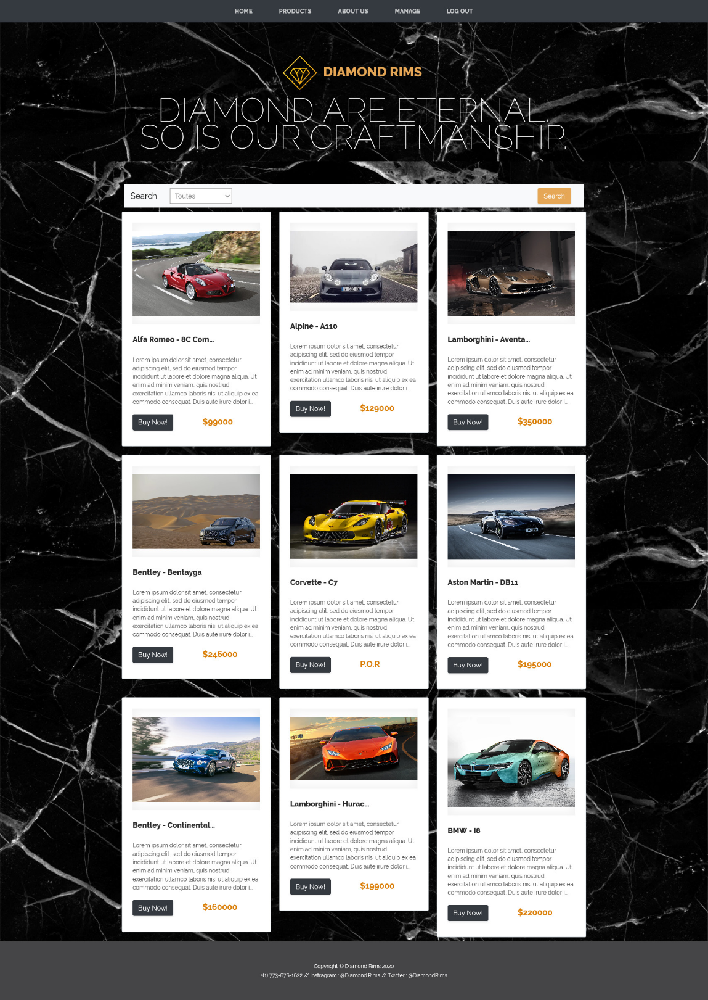 HOME PRODUCTS ABOUT US MANAGE LOG OUT
DIAMOND RIMS
DIAMOND ARE ETERNAL.
SO IS OUR CRAFTMANSHIP.
Search Toutes Search
Alfa Romeo - 8C Com...
Lorem ipsum dolor sit amet, consectetur
adipiscing elit, sed do eiusmod tempor
incididunt ut labore et dolore magna aliqua. Ut
enim ad minim veniam, quis nostrud
exercitation ullamco laboris nisi ut aliquip ex ea
commodo consequat. Duis aute irure dolor i...
Buy Now! $99000
Alpine - A110
Lorem ipsum dolor sit amet, consectetur
adipiscing elit, sed do eiusmod tempor
incididunt ut labore et dolore magna aliqua. Ut
enim ad minim veniam, quis nostrud
exercitation ullamco laboris nisi ut aliquip ex ea
commodo consequat. Duis aute irure dolor i...
Buy Now! $129000
Lamborghini - Aventa...
Lorem ipsum dolor sit amet, consectetur
adipiscing elit, sed do eiusmod tempor
incididunt ut labore et dolore magna aliqua. Ut
enim ad minim veniam, quis nostrud
exercitation ullamco laboris nisi ut aliquip ex ea
commodo consequat. Duis aute irure dolor i...
Buy Now! $350000
Bentley - Bentayga
Lorem ipsum dolor sit amet, consectetur
adipiscing elit, sed do eiusmod tempor
incididunt ut labore et dolore magna aliqua. Ut
enim ad minim veniam, quis nostrud
exercitation ullamco laboris nisi ut aliquip ex ea
commodo consequat. Duis aute irure dolor i...
Buy Now! $246000
Corvette - C7
Lorem ipsum dolor sit amet, consectetur
adipiscing elit, sed do eiusmod tempor
incididunt ut labore et dolore magna aliqua. Ut
enim ad minim veniam, quis nostrud
exercitation ullamco laboris nisi ut aliquip ex ea
commodo consequat. Duis aute irure dolor i...
Buy Now! P.O.R
Aston Martin - DB11
Lorem ipsum dolor sit amet, consectetur
adipiscing elit, sed do eiusmod tempor
incididunt ut labore et dolore magna aliqua. Ut
enim ad minim veniam, quis nostrud
exercitation ullamco laboris nisi ut aliquip ex ea
commodo consequat. Duis aute irure dolor i...
Buy Now! $195000
Bentley - Continental...
Lorem ipsum dolor sit amet, consectetur
adipiscing elit, sed do eiusmod tempor
incididunt ut labore et dolore magna aliqua. Ut
enim ad minim veniam, quis nostrud
exercitation ullamco laboris nisi ut aliquip ex ea
commodo consequat. Duis aute irure dolor i...
Buy Now! $160000
Lamborghini - Hurac...
Lorem ipsum dolor sit amet, consectetur
adipiscing elit, sed do eiusmod tempor
incididunt ut labore et dolore magna aliqua. Ut
enim ad minim veniam, quis nostrud
exercitation ullamco laboris nisi ut aliquip ex ea
commodo consequat. Duis aute irure dolor i...
Buy Now! $199000
BMW - I8
Lorem ipsum dolor sit amet, consectetur
adipiscing elit, sed do eiusmod tempor
incididunt ut labore et dolore magna aliqua. Ut
enim ad minim veniam, quis nostrud
exercitation ullamco laboris nisi ut aliquip ex ea
commodo consequat. Duis aute irure dolor i...
Buy Now! $220000
Copyright © Diamond Rims 2020
+(1) 773-676-1622 // Instragram : @Diamond.Rims // Twitter : @DiamondRims